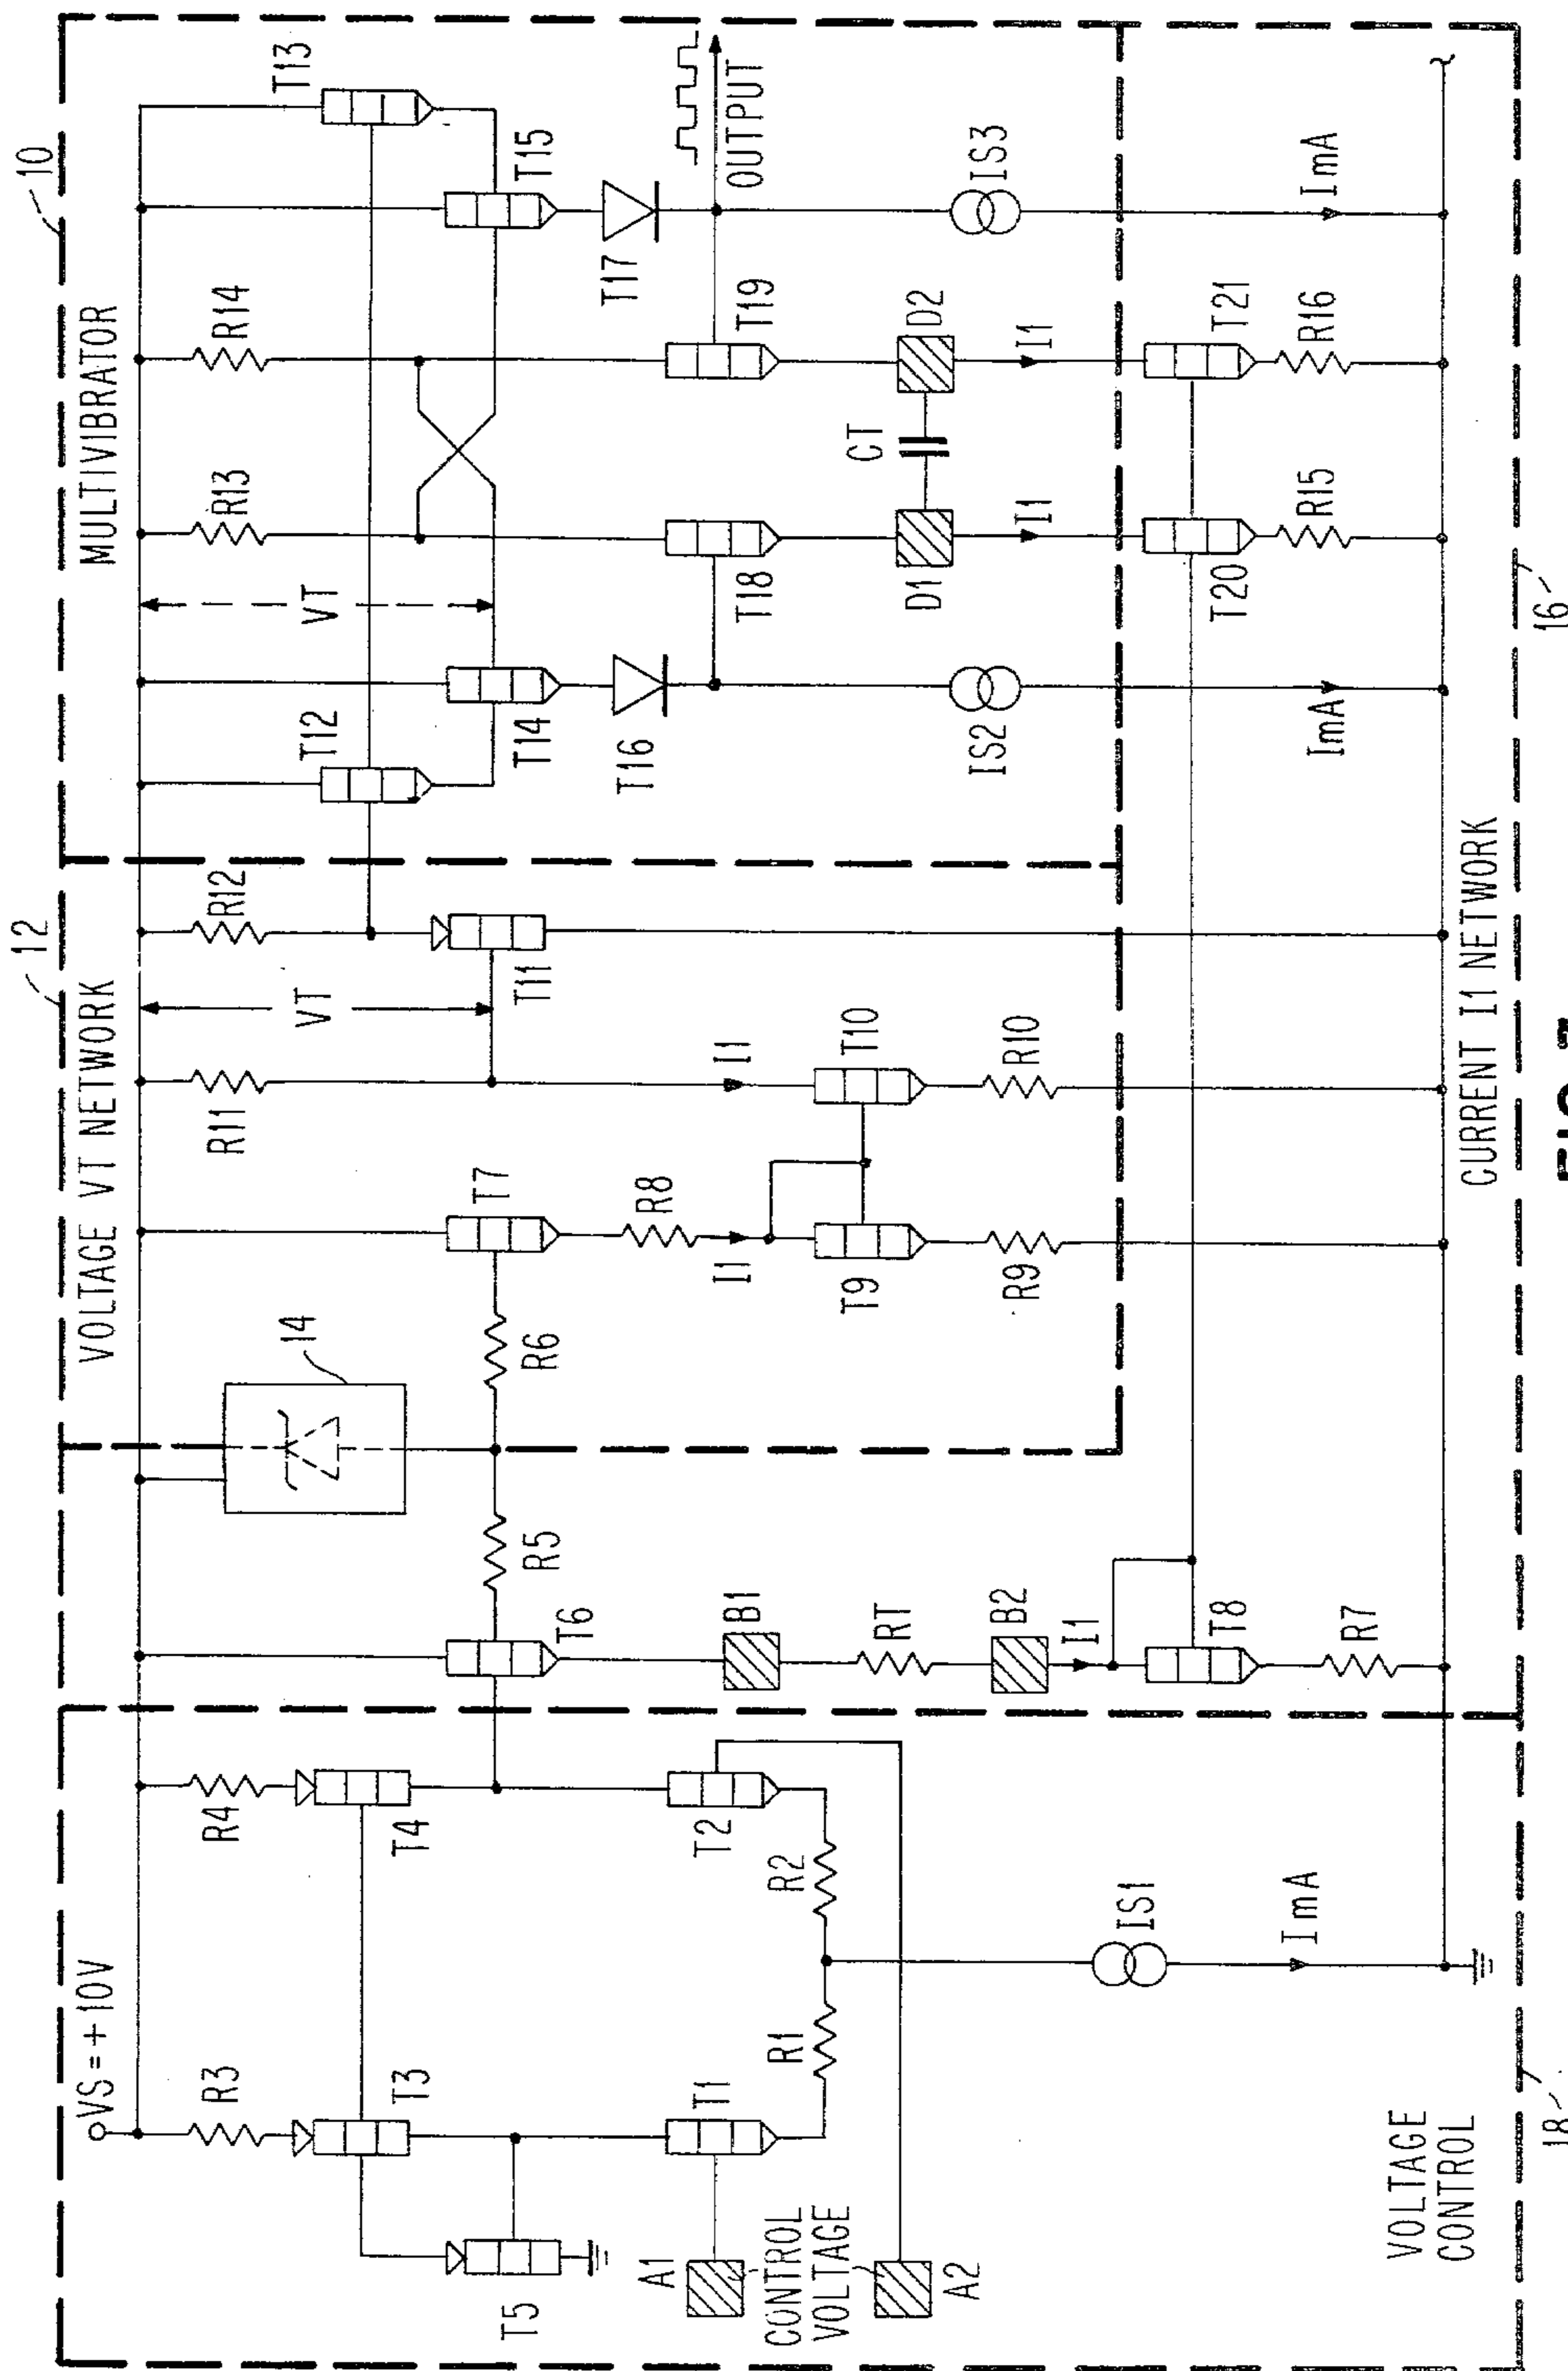 10
12
VS=+10V
VOLTAGE VT NETWORK
MULTIVIBRATOR
R3
R4
14
R11
R12
R13
R14
T13
T3
T4
T12
VT
VT
T5
R5
R6
T6
T7
T11
T14
T15
T16
T17
A1
T1
T2
B1
R8
T18
T19
OUTPUT
CONTROL
VOLTAGE
A2
R1
R2
RT
I1
I1
T9
T10
D1
CT
D2
IS2
IS3
B2
I1
I1
I1
R9
R10
IS1
T8
T20
T21
ImA
R7
R15
R16
ImA
ImA
VOLTAGE
CONTROL
CURRENT I1 NETWORK
18
16